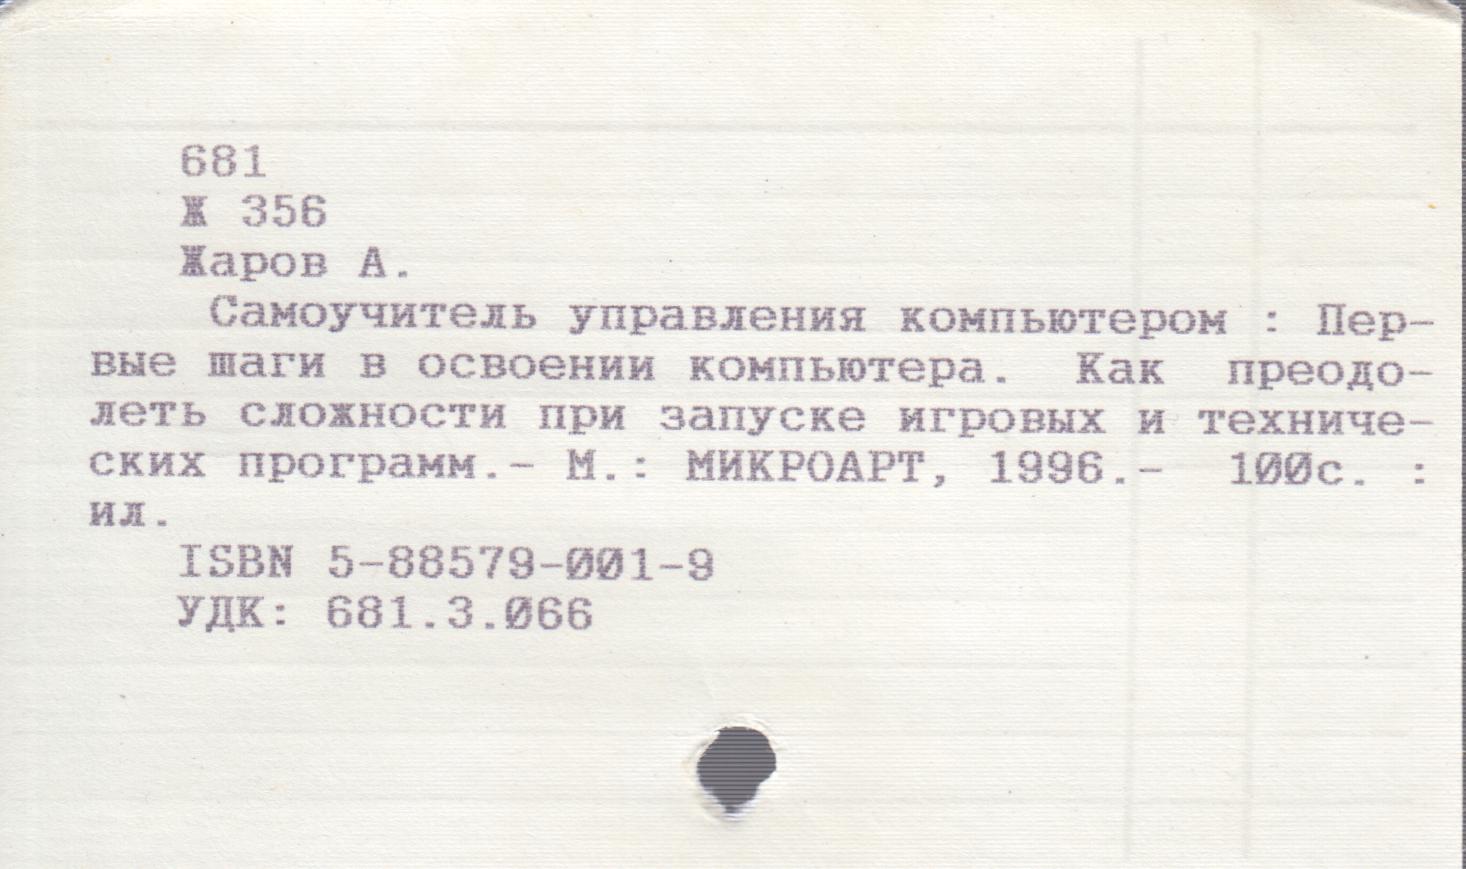 681
Ж 356
Жаров А.
Самоучитель управления компьютером : Пер-
вые шаги в освоении компьютера. Как преодо-
леть сложности при запуске игровых и техниче-
ских программ.- М.: МИКРОАРТ, 1996.- 100с. :
ил.
ISBN 5-88579-001-9
УДК: 681.3.066